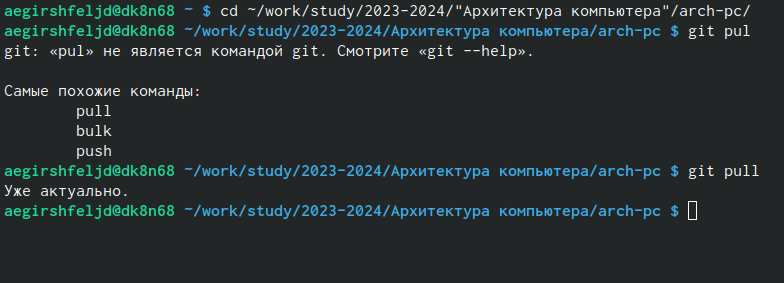 aegirshfeljd@dk8n68 ~ $ cd ~/work/study/2023-2024/"Архитектура компьютера"/arch-pc/
aegirshfeljd@dk8n68 ~/work/study/2023-2024/Архитектура компьютера/arch-pc $ git pul
git: «pul» не является командой git. Смотрите «git --help».

Самые похожие команды:
        pull
        bulk
        push
aegirshfeljd@dk8n68 ~/work/study/2023-2024/Архитектура компьютера/arch-pc $ git pull
Уже актуально.
aegirshfeljd@dk8n68 ~/work/study/2023-2024/Архитектура компьютера/arch-pc $